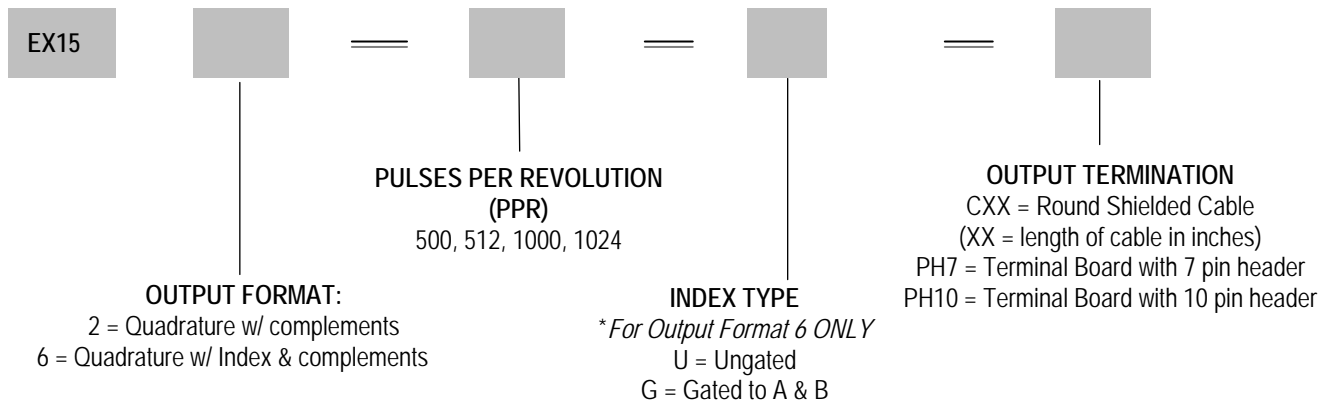 EX15
PULSES PER REVOLUTION
(PPR)
500, 512, 1000, 1024
OUTPUT TERMINATION
CXX = Round Shielded Cable
(XX = length of cable in inches)
PH7 = Terminal Board with 7 pin header
PH10 = Terminal Board with 10 pin header
OUTPUT FORMAT:
2 = Quadrature w/ complements
6 = Quadrature w/ Index & complements
INDEX TYPE
*For Output Format 6 ONLY
U = Ungated
G = Gated to A & B